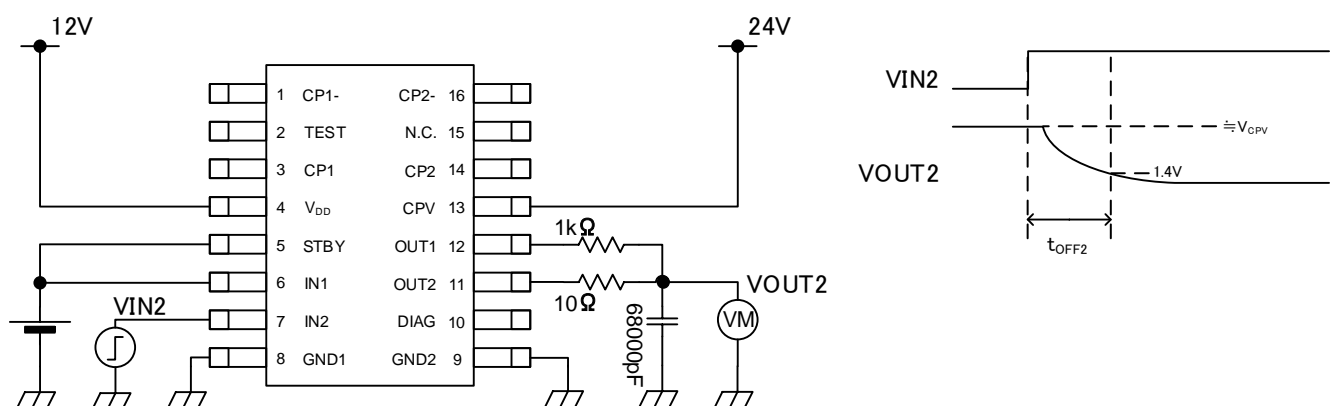 12V
24V
1 CP1-
CP2- 16
2 TEST
N.C. 15
3 CP1
CP2 14
4 VDD
CPV 13
5 STBY
OUT1 12
6 IN1
OUT2 11
7 IN2
DIAG 10
8 GND1
GND2 9
1kΩ
10Ω
68000pF
VOUT2
VM
VIN2
VIN2
≒VCPV
VOUT2
1.4V
tOFF2